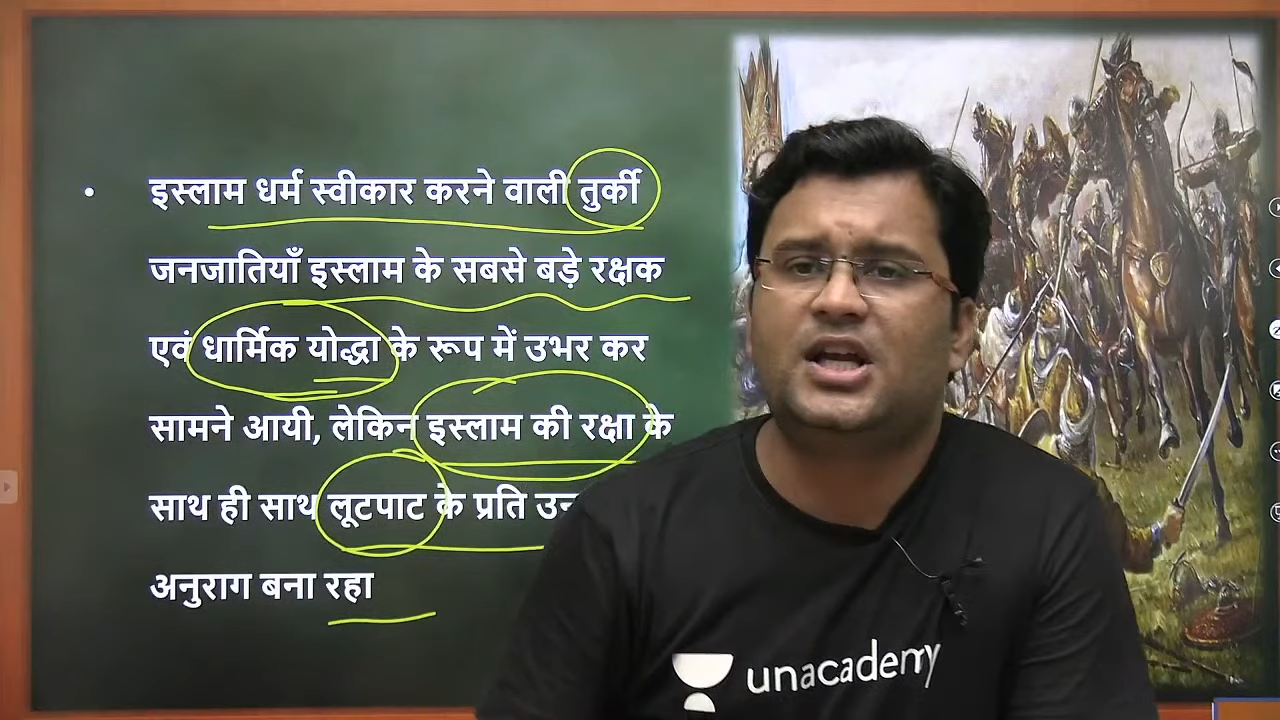 इस्लाम धर्म स्वीकार करने वाली तुर्की
जनजातियाँ इस्लाम के सबसे बड़े रक्षक
एवं धार्मिक योद्धा के रूप में उभर कर
सामने आयी, लेकिन इस्लाम की रक्षा के
साथ ही साथ लूटपाट के प्रति
अनुराग बना रहा
unacademy